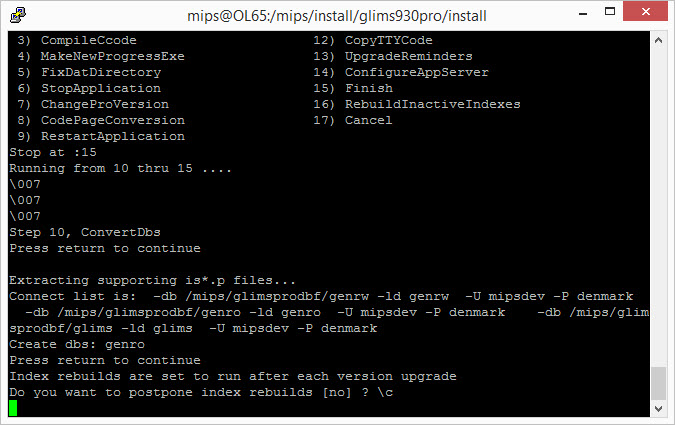 mips@OL65:/mips/install/glims930pro/install
3) CompileCcode 12) CopyTTYCode
4) MakeNewProgressExe 13) UpgradeReminders
5) FixDatDirectory 14) ConfigureAppServer
6) StopApplication 15) Finish
7) ChangeProVersion 16) RebuildInactiveIndexes
8) CodePageConversion 17) Cancel
9) RestartApplication
Stop at :15
Running from 10 thru 15 ....
\007
\007
\007
Step 10, ConvertDbs
Press return to continue
Extracting supporting is*.p files...
Connect list is: -db /mips/glimsprodbf/genrw -ld genrw -U mipsdev -P denmark
-db /mips/glimsprodbf/genro -ld genro -U mipsdev -P denmark -db /mips/glim
sprodbf/glims -ld glims -U mipsdev -P denmark
Create dbs: genro
Press return to continue
Index rebuilds are set to run after each version upgrade
Do you want to postpone index rebuilds [no] ? \c